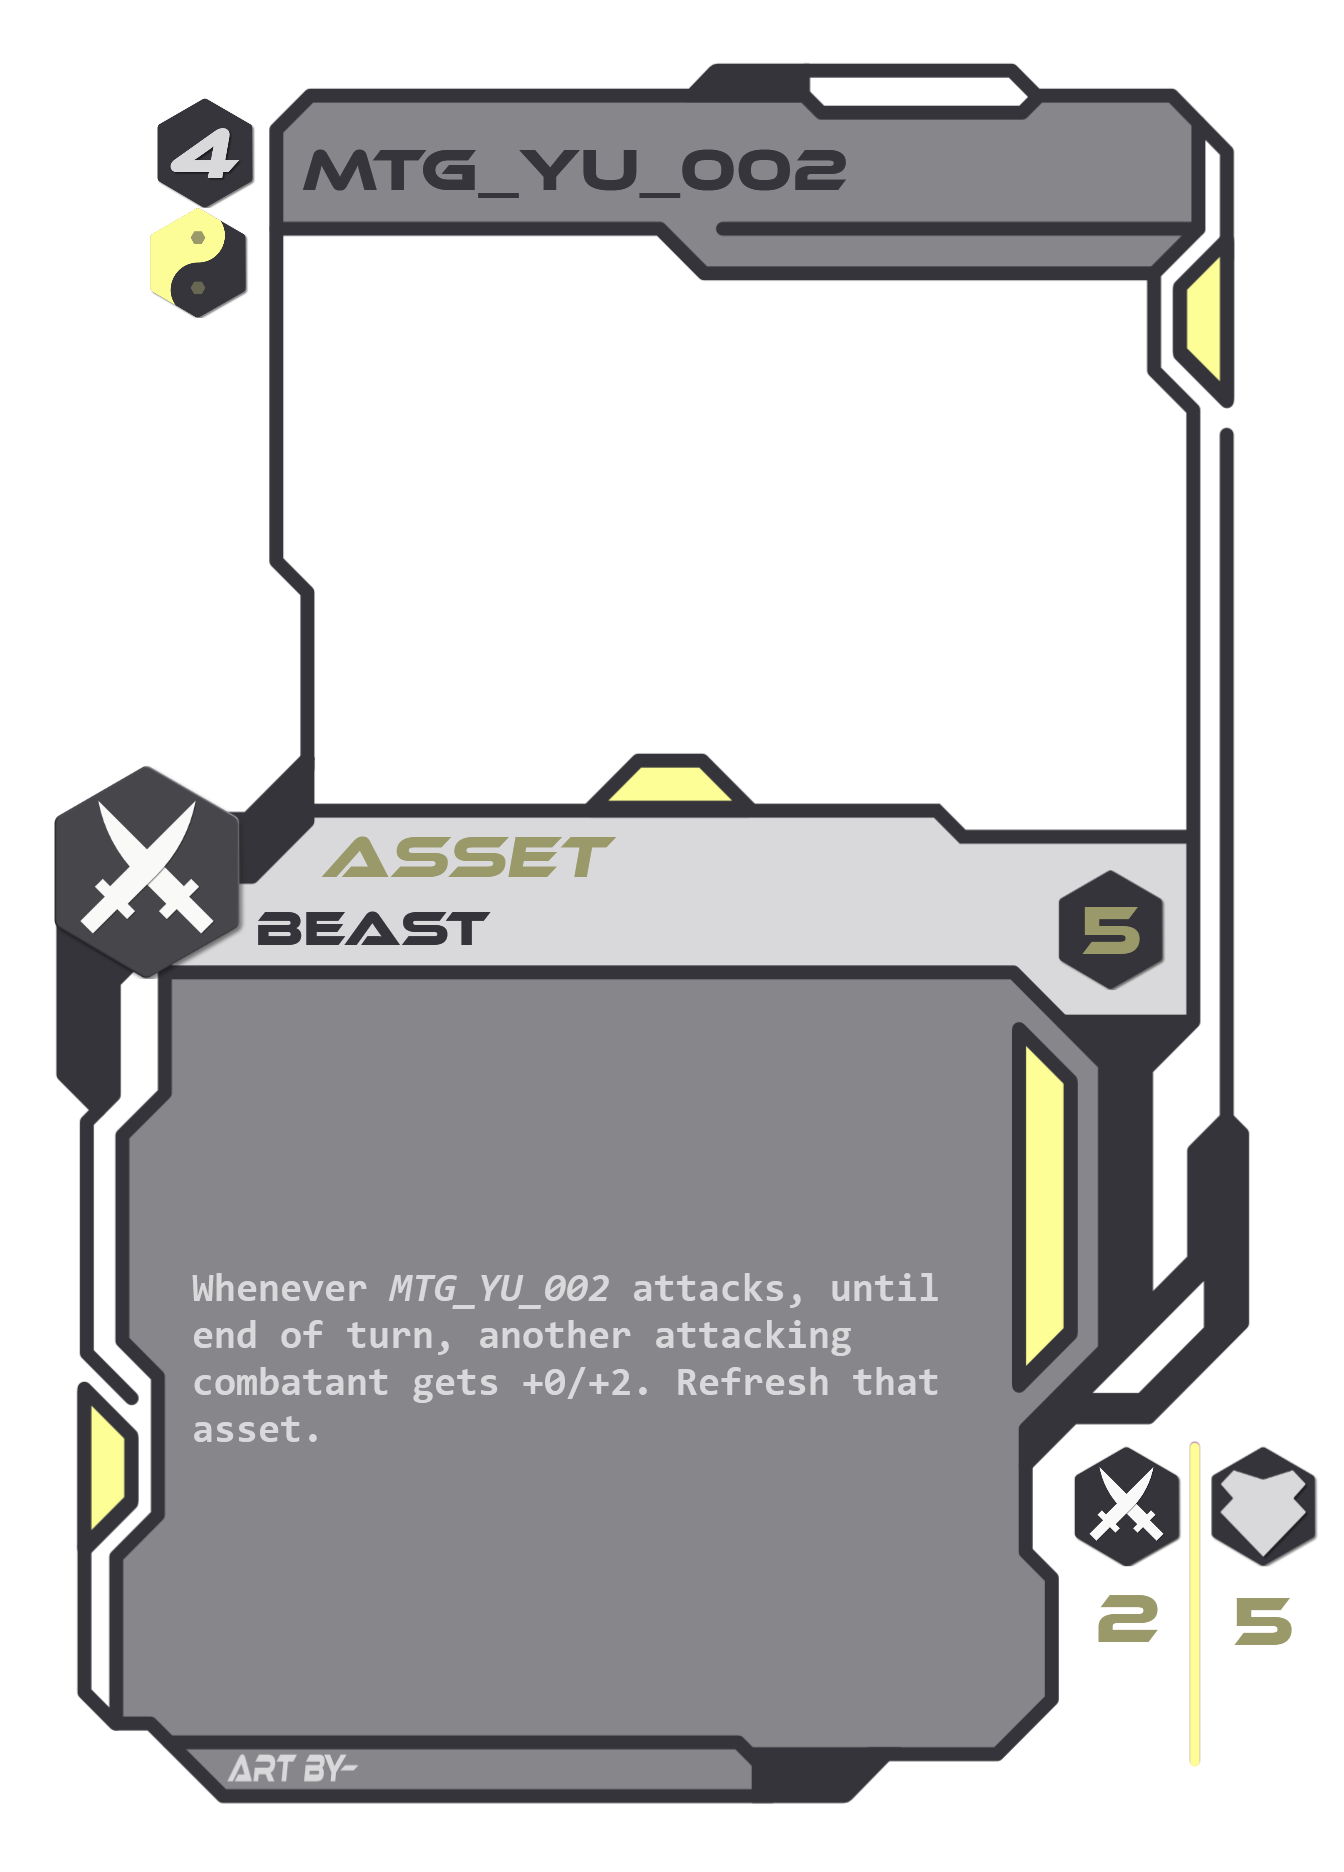 4
MTG_YU_002
ASSET
BEAST
5
Whenever MTG_YU_002 attacks, until
end of turn, another attacking
combatant gets +0/+2. Refresh that
asset.
2
5
ART BY-